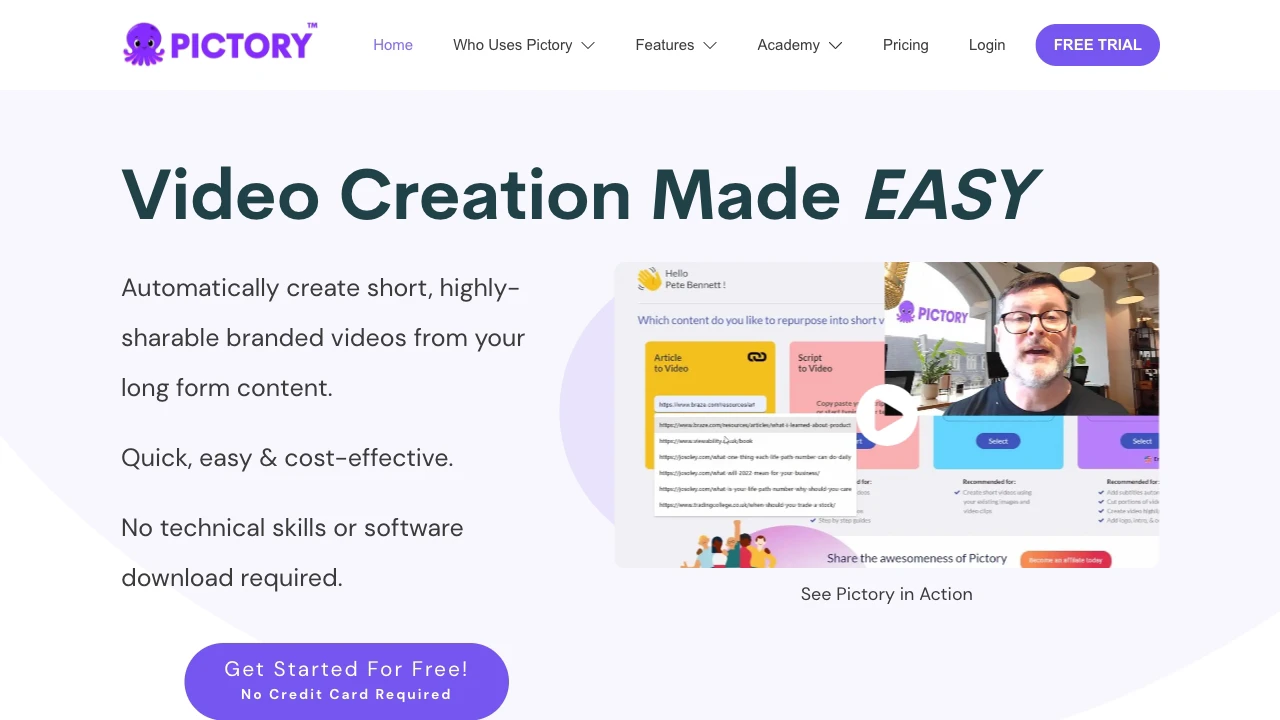 PICTORY™
Home
Who Uses Pictory
Features
Academy
Pricing
Login
FREE TRIAL
Video Creation Made EASY
Automatically create short, highly-
sharable branded videos from your
long form content.
Quick, easy & cost-effective.
No technical skills or software
download required.
Get Started For Free!
No Credit Card Required
Hello
Pete Bennett !
Which content do you like to repurpose into short v
PICTORY
Article
to Video
Script
to Video
https://www.braze.com/resources/art
Copy paste yo
or start typin
https://www.braze.com/resources/articles/what-i-learned-about-product
https://www.viewability.co.uk/book
https://jcsoley.com/what-one-thing-each-life-path-number-can-do-daily
https://jcsoley.com/what-will-2022-mean-for-your-business/
https://jcsoley.com/what-is-your-life-path-number-why-should-you-care
https://www.tradingcollege.co.uk/when-should-you-trade-a-stock/
Select
Select
Recommended for:
Create short videos using
your existing images and
video clips
Recommended for:
Cut portions of vide
Create video highli
Add logo, intro, & o
Step by step guides
Share the awesomeness of Pictory
Become an affiliate today
See Pictory in Action